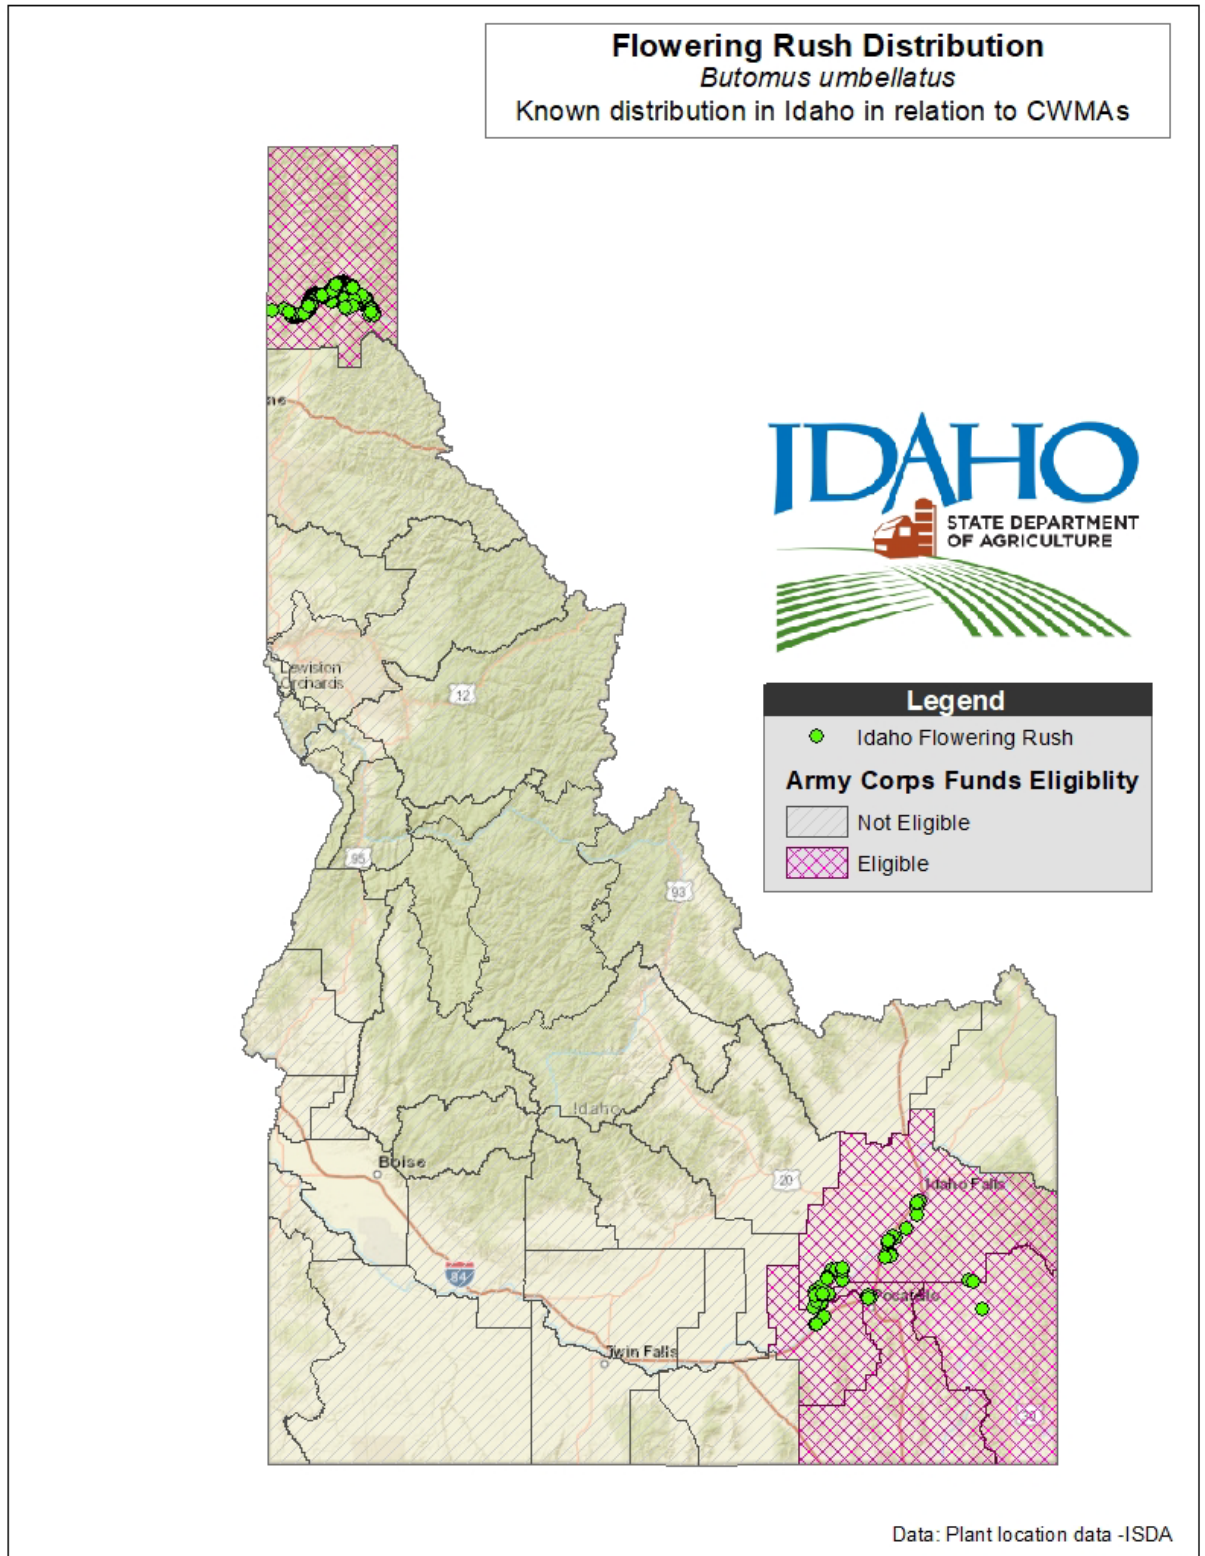 Flowering Rush Distribution
Butomus umbellatus
Known distribution in Idaho in relation to CWMAs
ne
IDAHO
STATE DEPARTMENT
OF AGRICULTURE
Lewiston
Orchards
12
Legend
Idaho Flowering Rush
Army Corps Funds Eligiblity
Not Eligible
Eligible
95
93
Idaho
Boise
20
Idaho Falls
84
Pocatello
Twin Falls
30
Data: Plant location data -ISDA